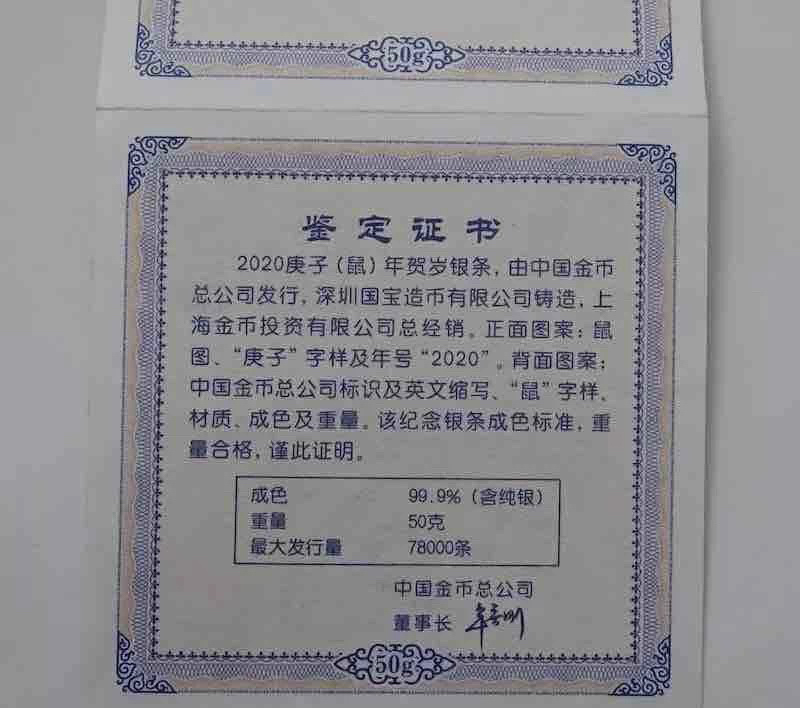 50g
鉴定证书
2020庚子（鼠）年贺岁银条，由中国金币
总公司发行，深圳国宝造币有限公司铸造，上
海金币投资有限公司总经销。正面图案：鼠
图、“庚子”字样及年号“2020”。背面图案：
中国金币总公司标识及英文缩写、“鼠”字样、
材质、成色及重量。该纪念银条成色标准，重
量合格，谨此证明。
成色 99.9%（含纯银）
重量 50克
最大发行量 78000条
中国金币总公司
董事长
50g